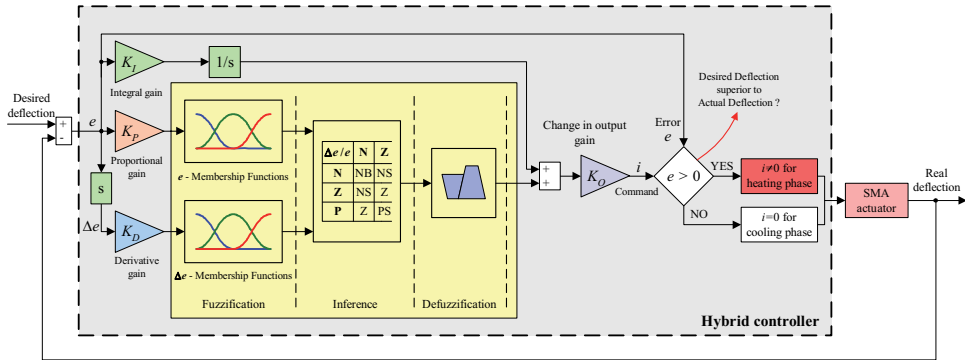 Desired
deflection
+
-
e
K_I
Integral gain
1/s
K_P
Proportional
gain
s
Δe
K_D
Derivative
gain
e - Membership Functions
Δe - Membership Functions
Fuzzification
Δe/e N Z
N NB NS
Z NS Z
P Z PS
Inference
Defuzzification
+
+
Change in output
gain
K_O
i
Command
Error
e
e > 0
Desired Deflection
superior to
Actual Deflection ?
YES
NO
i≠0 for
heating phase
i=0 for
cooling phase
SMA
actuator
Real
deflection
Hybrid controller